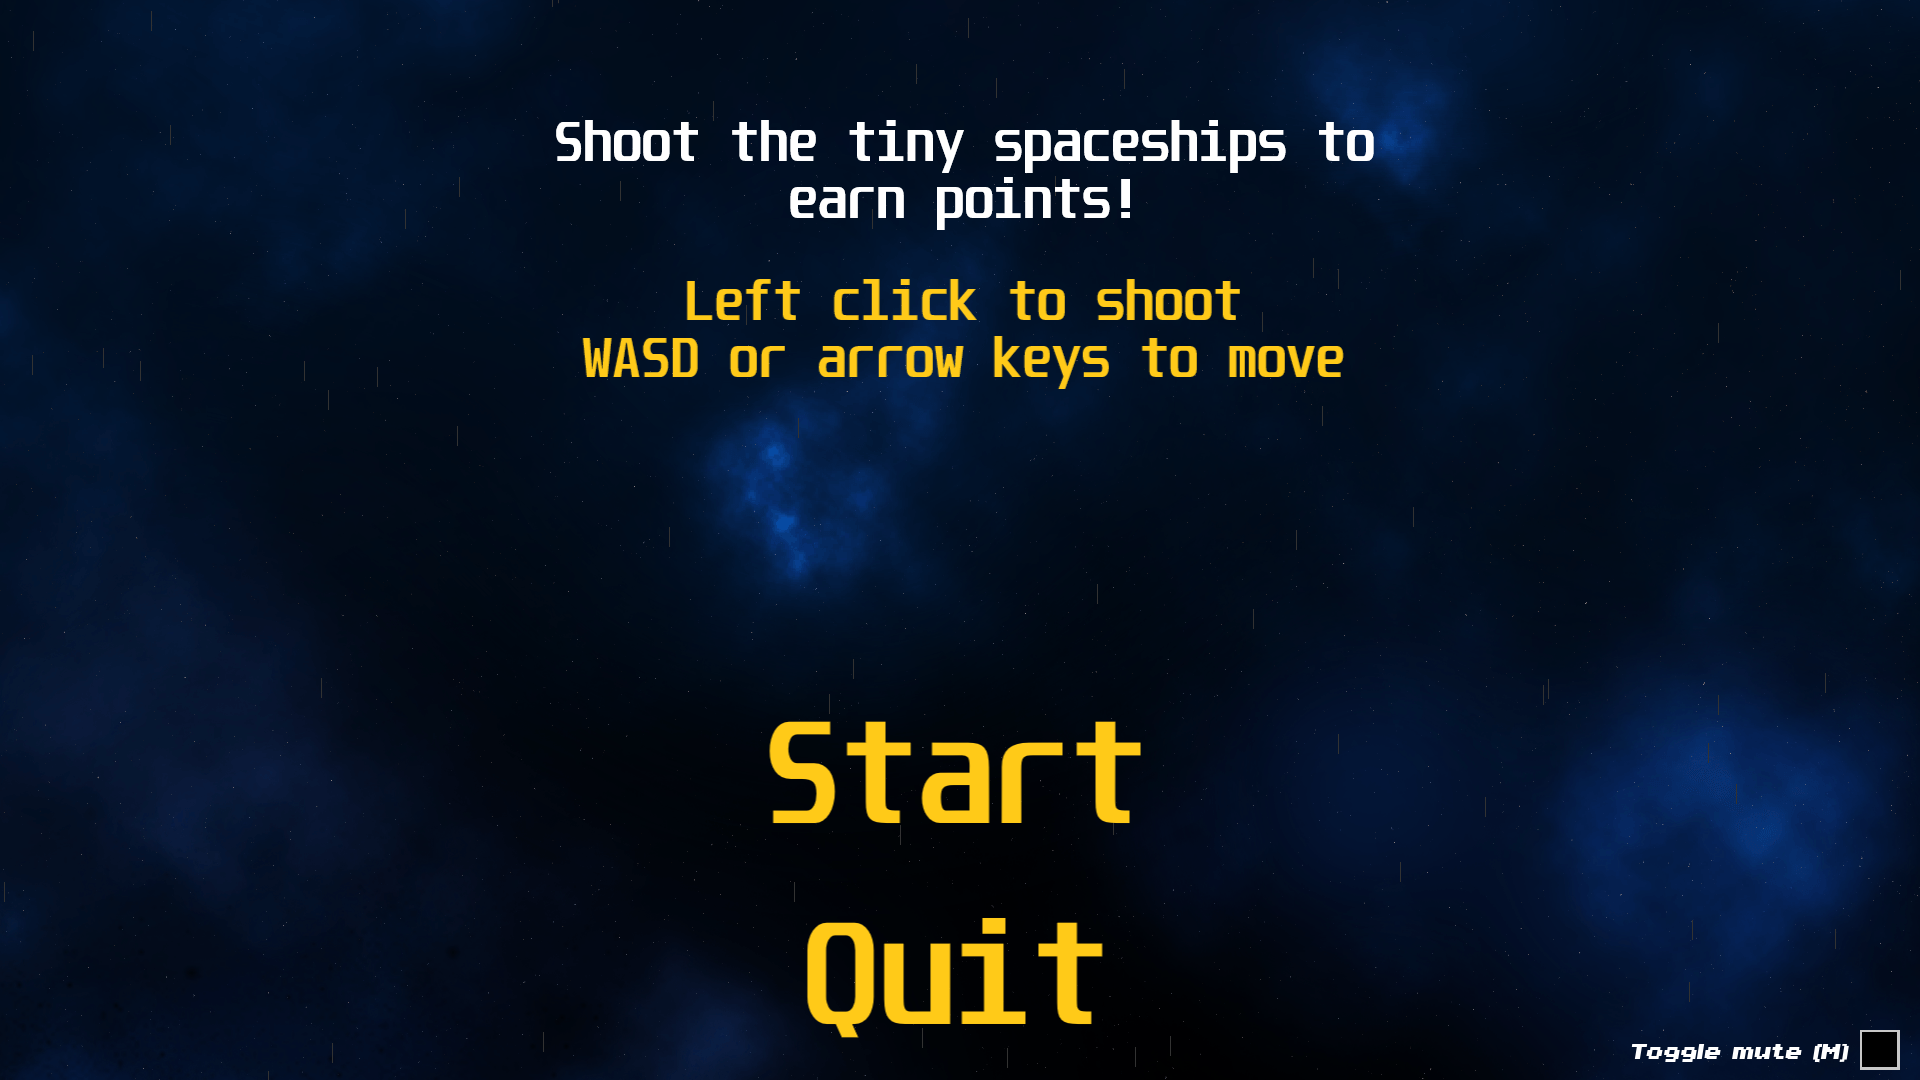 Shoot the tiny spaceships to
earn points!
Left click to shoot
WASD or arrow keys to move
Start
Quit
Toggle mute (M)